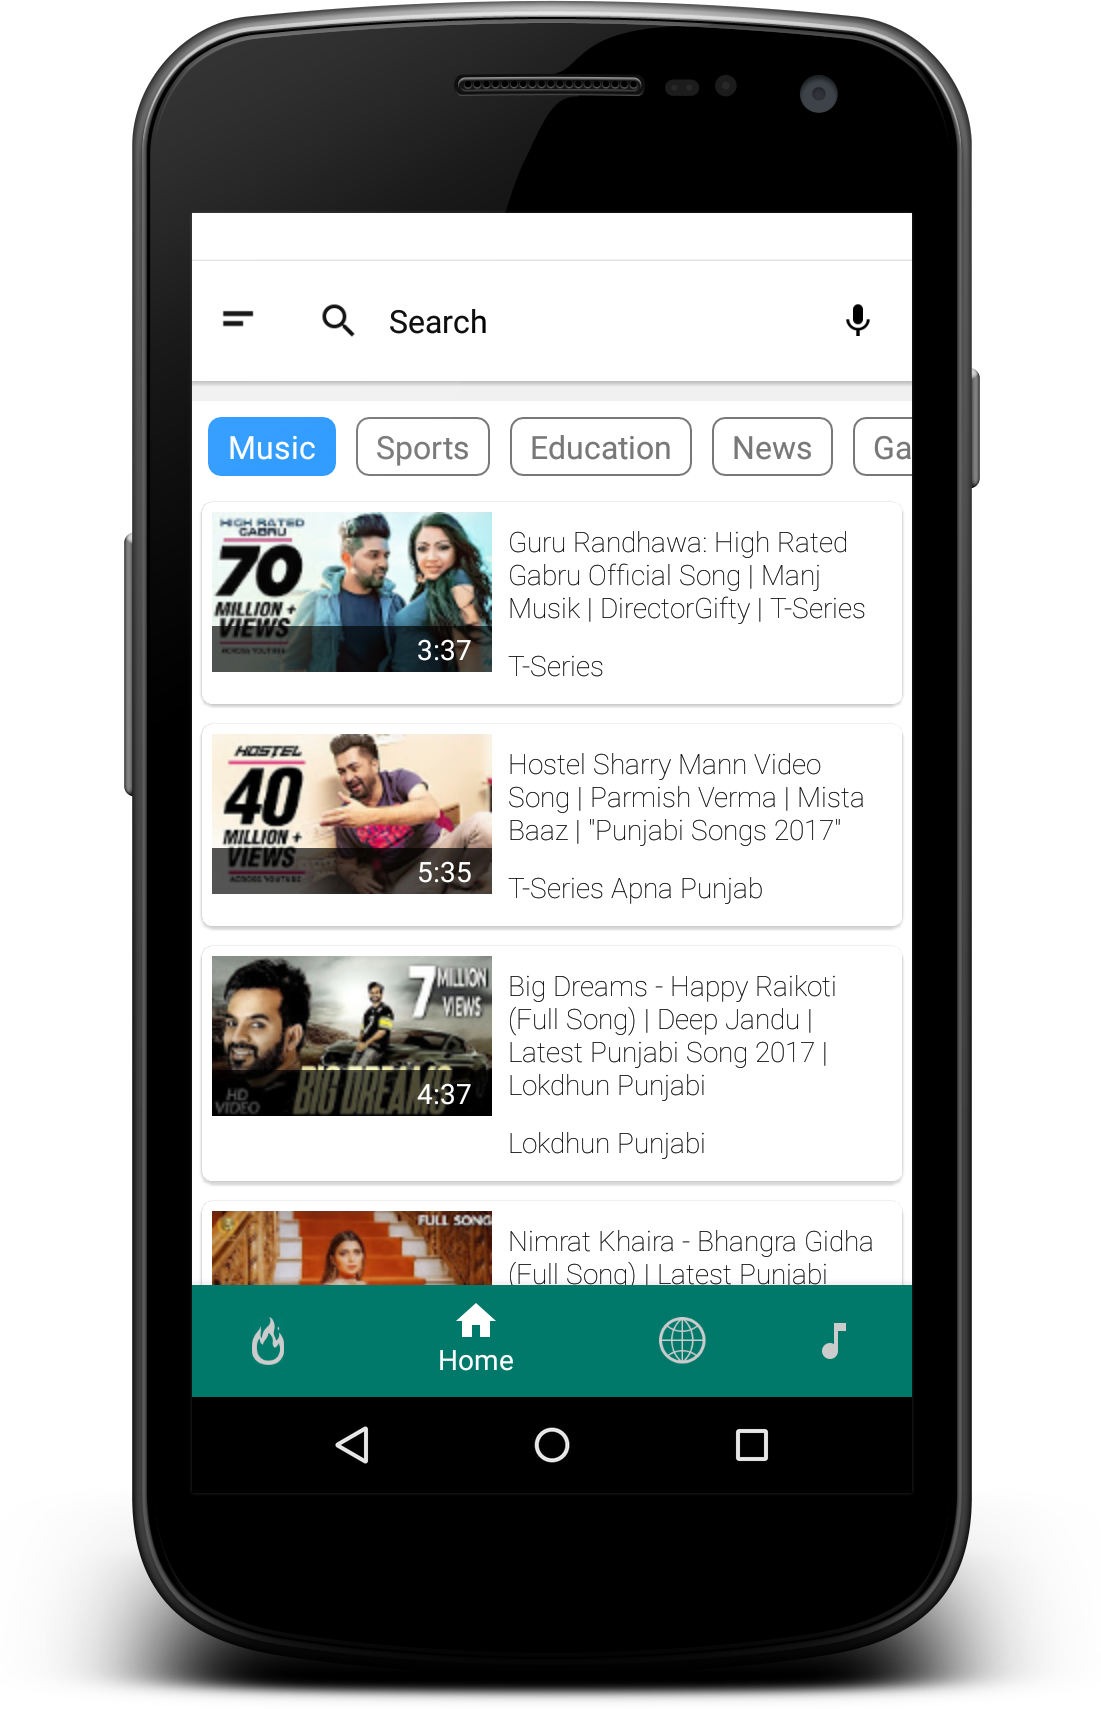 Search
Music
Sports
Education
News
Ga
HIGH RATED
GABRU
70
MILLION +
VIEWS
ACROSS YOUTUBE
3:37
Guru Randhawa: High Rated
Gabru Official Song | Manj
Musik | DirectorGifty | T-Series
T-Series
HOSTEL
40
MILLION +
VIEWS
ACROSS YOUTUBE
5:35
Hostel Sharry Mann Video
Song | Parmish Verma | Mista
Baaz | "Punjabi Songs 2017"
T-Series Apna Punjab
7 MILLION
VIEWS
BIG DREAMS
HD
VIDEO
4:37
Big Dreams - Happy Raikoti
(Full Song) | Deep Jandu |
Latest Punjabi Song 2017 |
Lokdhun Punjabi
Lokdhun Punjabi
FULL SONG
Nimrat Khaira - Bhangra Gidha
(Full Song) | Latest Punjabi
Home